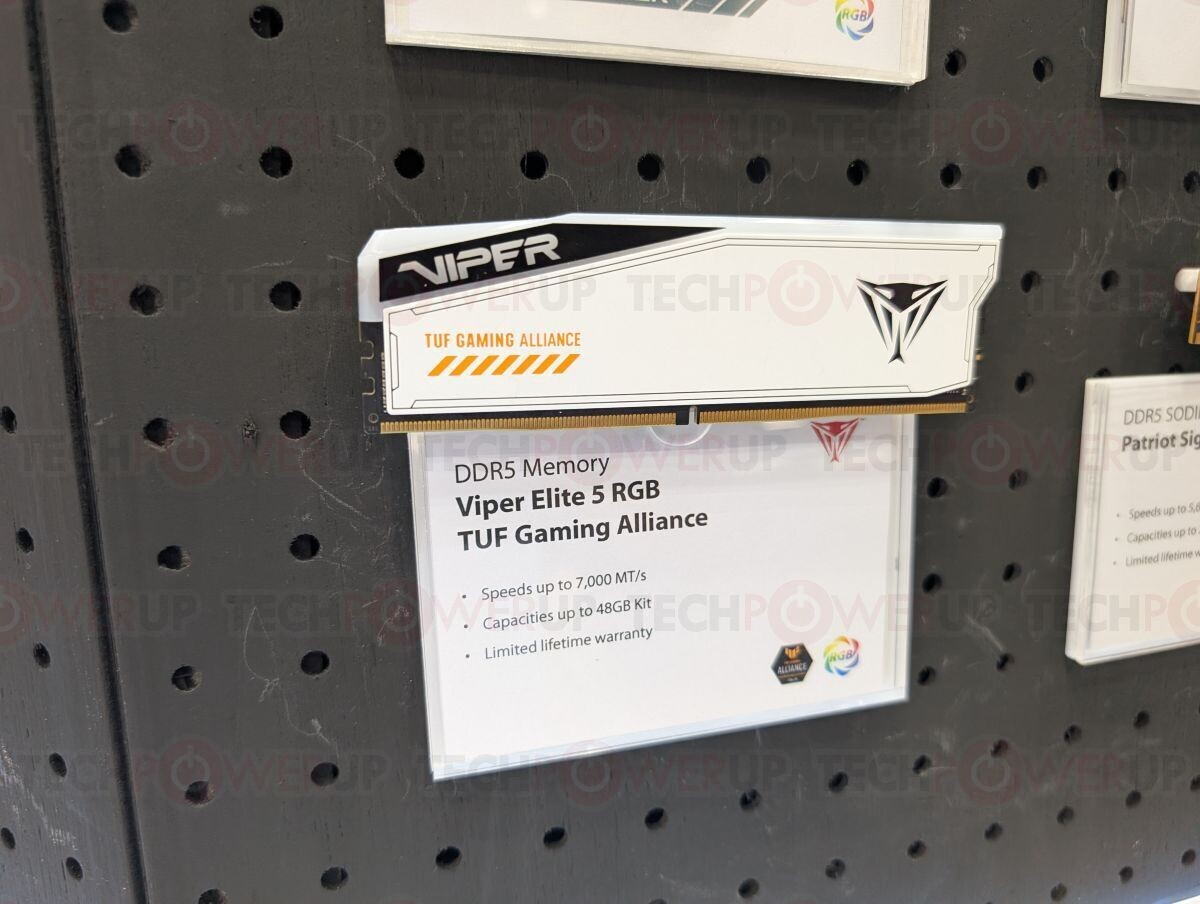 RGB
VIPER
TUF GAMING ALLIANCE
DDR5 Memory
Viper Elite 5 RGB
TUF Gaming Alliance
• Speeds up to 7,000 MT/s
• Capacities up to 48GB Kit
• Limited lifetime warranty
ALLIANCE
RGB
DDR5 SODI
Patriot Sig
• Speeds up to 5,6
• Capacities up to
• Limited lifetime w
TECHPOWERUP